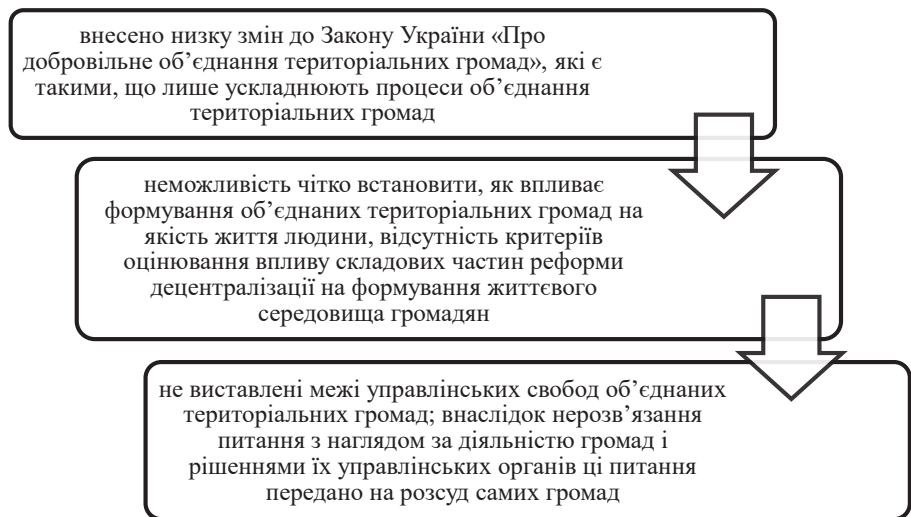 внесено низку змін до Закону України «Про
добровільне об’єднання територіальних громад», які є
такими, що лише ускладнюють процеси об’єднання
територіальних громад
неможливість чітко встановити, як впливає
формування об’єднаних територіальних громад на
якість життя людини, відсутність критеріїв
оцінювання впливу складових частин реформи
децентралізації на формування життєвого
середовища громадян
не виставлені межі управлінських свобод об’єднаних
територіальних громад; внаслідок нерозв’язання
питання з наглядом за діяльністю громад і
рішеннями їх управлінських органів ці питання
передано на розсуд самих громад